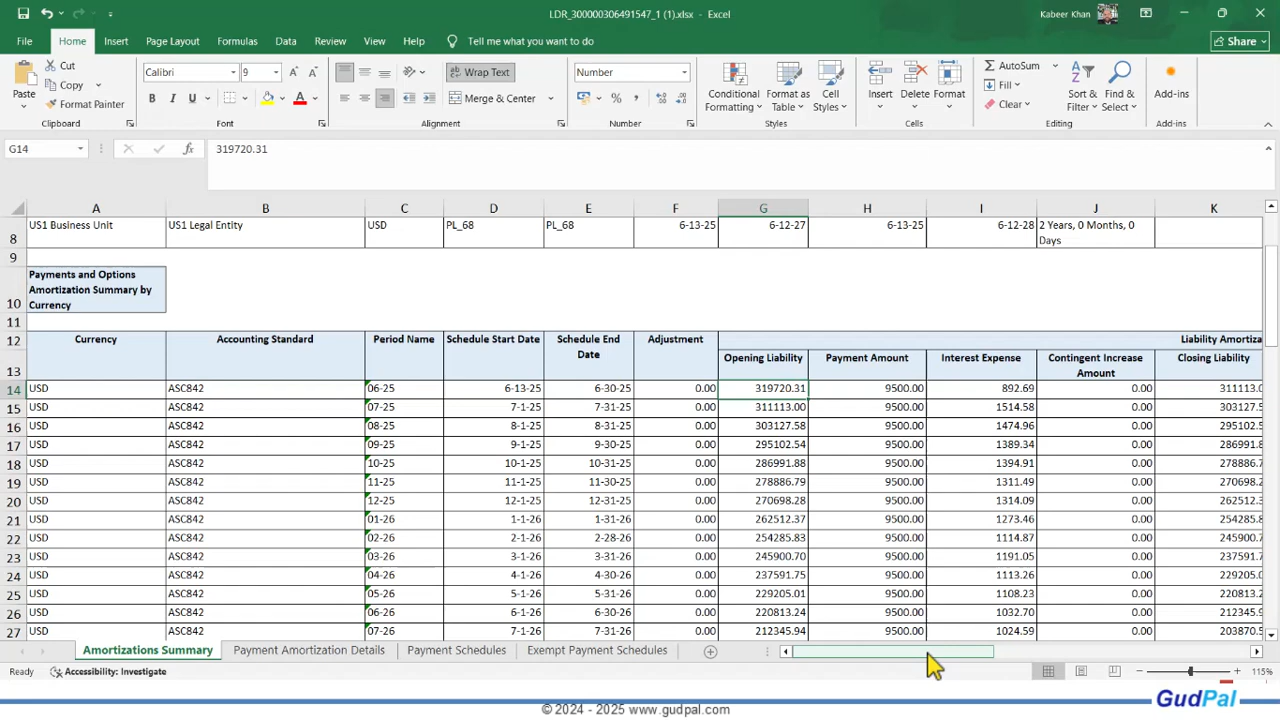 LDR_300000306491547_1 (1).xlsx - Excel
Kabeer Khan
File Home Insert Page Layout Formulas Data Review View Help Tell me what you want to do Share
Paste Cut Copy Format Painter Clipboard
Calibri 9 B I U A Font
Wrap Text Merge & Center Alignment
Number % Number
Conditional Formatting Format as Table Cell Styles Styles
Insert Delete Format Cells
AutoSum Fill Clear Sort & Filter Find & Select Editing
Add-ins Add-ins
G14 fx 319720.31
A B C D E F G H I J K
8 US1 Business Unit US1 Legal Entity USD PL_68 PL_68 6-13-25 6-12-27 6-13-25 6-12-28 2 Years, 0 Months, 0 Days
9
10 Payments and Options Amortization Summary by Currency
11
12 Currency Accounting Standard Period Name Schedule Start Date Schedule End Date Adjustment Liability Amortiza
13 Opening Liability Payment Amount Interest Expense Contingent Increase Amount Closing Liability
14 USD ASC842 06-25 6-13-25 6-30-25 0.00 319720.31 9500.00 892.69 0.00 311113.0
15 USD ASC842 07-25 7-1-25 7-31-25 0.00 311113.00 9500.00 1514.58 0.00 303127.5
16 USD ASC842 08-25 8-1-25 8-31-25 0.00 303127.58 9500.00 1474.96 0.00 295102.5
17 USD ASC842 09-25 9-1-25 9-30-25 0.00 295102.54 9500.00 1389.34 0.00 286991.8
18 USD ASC842 10-25 10-1-25 10-31-25 0.00 286991.88 9500.00 1394.91 0.00 278886.7
19 USD ASC842 11-25 11-1-25 11-30-25 0.00 278886.79 9500.00 1311.49 0.00 270698.2
20 USD ASC842 12-25 12-1-25 12-31-25 0.00 270698.28 9500.00 1314.09 0.00 262512.3
21 USD ASC842 01-26 1-1-26 1-31-26 0.00 262512.37 9500.00 1273.46 0.00 254285.8
22 USD ASC842 02-26 2-1-26 2-28-26 0.00 254285.83 9500.00 1114.87 0.00 245900.7
23 USD ASC842 03-26 3-1-26 3-31-26 0.00 245900.70 9500.00 1191.05 0.00 237591.7
24 USD ASC842 04-26 4-1-26 4-30-26 0.00 237591.75 9500.00 1113.26 0.00 229205.0
25 USD ASC842 05-26 5-1-26 5-31-26 0.00 229205.01 9500.00 1108.23 0.00 220813.2
26 USD ASC842 06-26 6-1-26 6-30-26 0.00 220813.24 9500.00 1032.70 0.00 212345.9
27 USD ASC842 07-26 7-1-26 7-31-26 0.00 212345.94 9500.00 1024.59 0.00 203870.5
Amortizations Summary Payment Amortization Details Payment Schedules Exempt Payment Schedules
Ready Accessibility: Investigate 115%
© 2024 - 2025 www.gudpal.com
GudPal